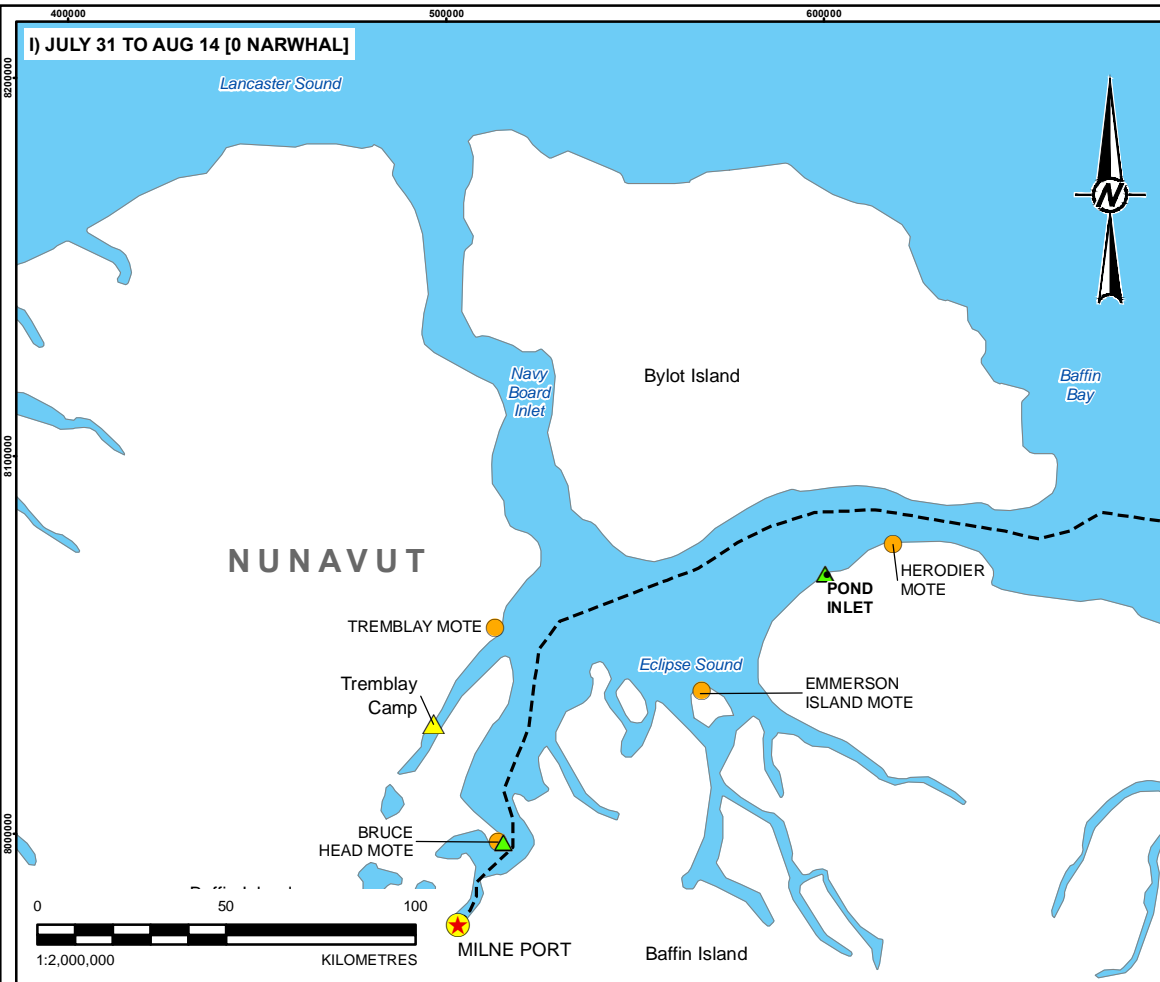 400000
500000
600000
I) JULY 31 TO AUG 14 [0 NARWHAL]
8200000
Lancaster Sound
N
Navy
Board
Inlet
Bylot Island
Baffin
Bay
8100000
NUNAVUT
HERODIER
MOTE
POND
INLET
TREMBLAY MOTE
Eclipse Sound
Tremblay
Camp
EMMERSON
ISLAND MOTE
8000000
BRUCE
HEAD MOTE
0
50
100
1:2,000,000
KILOMETRES
MILNE PORT
Baffin Island